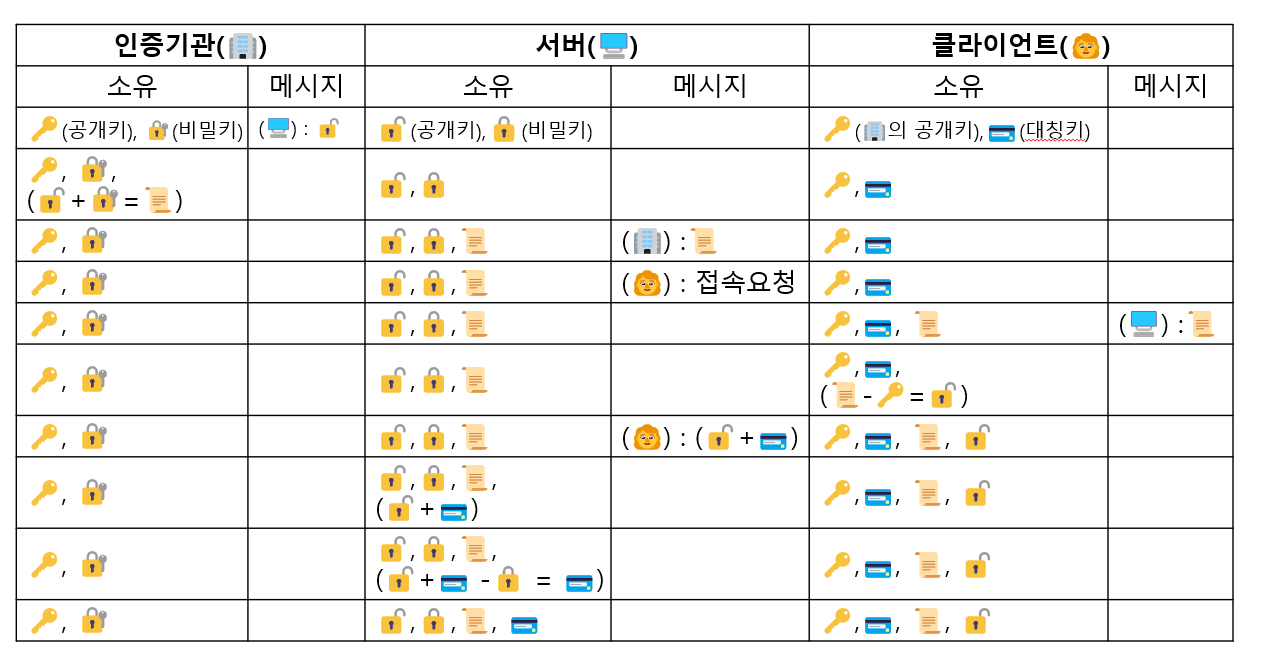 인증기관(🏢) 서버(🖥️) 클라이언트(👩‍🦰)
소유 메시지 소유 메시지 소유 메시지
🔑(공개키), 🔐(비밀키) (🖥️) : 🔓 🔓(공개키), 🔒(비밀키) 🔑(🏢의 공개키), 💳(대칭키)
🔑, 🔐,
(🔓 + 🔐 = 📜) 🔓, 🔒 🔑, 💳
🔑, 🔐 🔓, 🔒, 📜 (🏢) : 📜 🔑, 💳
🔑, 🔐 🔓, 🔒, 📜 (👩‍🦰) : 접속요청 🔑, 💳
🔑, 🔐 🔓, 🔒, 📜 🔑, 💳, 📜 (🖥️) : 📜
🔑, 🔐 🔓, 🔒, 📜 🔑, 💳,
(📜 - 🔑 = 🔓)
🔑, 🔐 🔓, 🔒, 📜 (👩‍🦰) : (🔓 + 💳) 🔑, 💳, 📜, 🔓
🔑, 🔐 🔓, 🔒, 📜,
(🔓 + 💳) 🔑, 💳, 📜, 🔓
🔑, 🔐 🔓, 🔒, 📜,
(🔓 + 💳 - 🔒 = 💳) 🔑, 💳, 📜, 🔓
🔑, 🔐 🔓, 🔒, 📜, 💳 🔑, 💳, 📜, 🔓